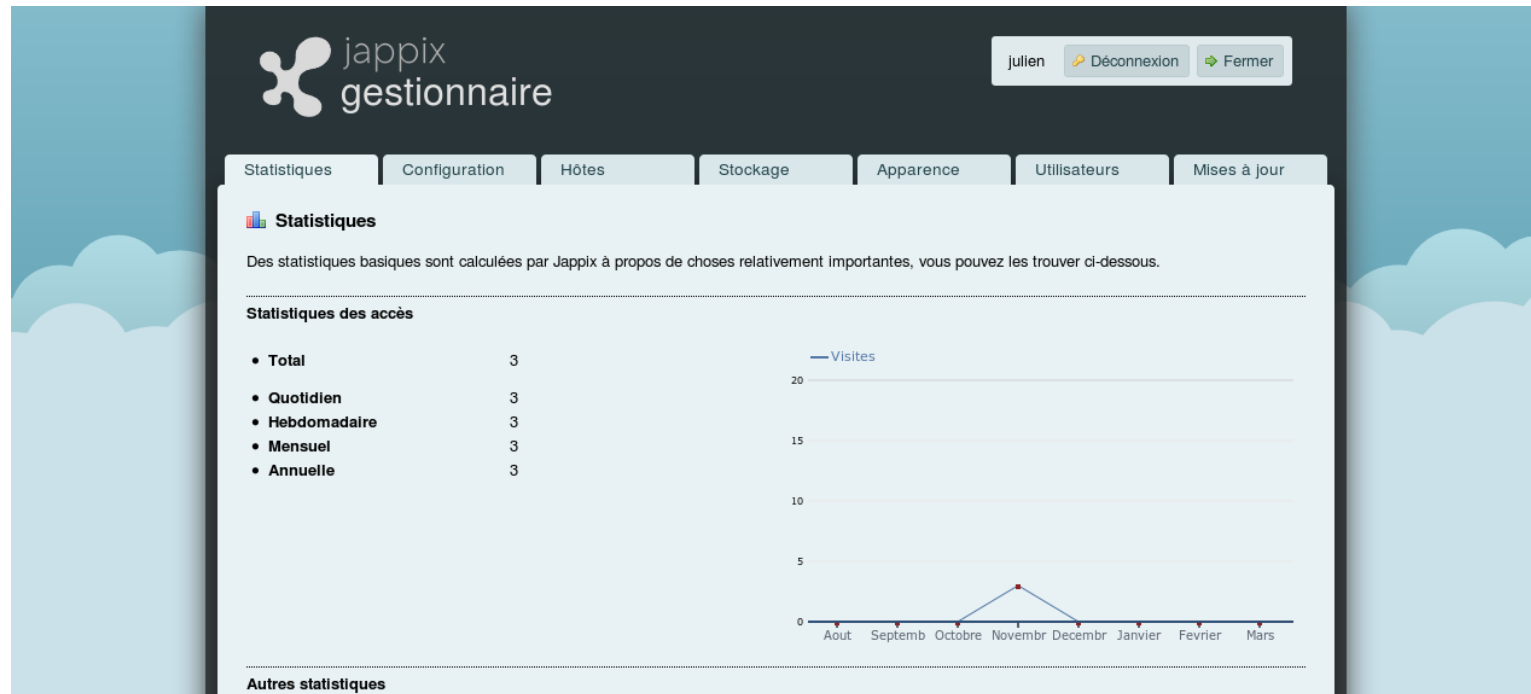 jappix
gestionnaire
julien Déconnexion Fermer
Statistiques Configuration Hôtes Stockage Apparence Utilisateurs Mises à jour
Statistiques
Des statistiques basiques sont calculées par Jappix à propos de choses relativement importantes, vous pouvez les trouver ci-dessous.
Statistiques des accès
• Total 3
• Quotidien 3
• Hebdomadaire 3
• Mensuel 3
• Annuelle 3
Visites
20
15
10
5
0
Aout Septemb Octobre Novembr Decembr Janvier Fevrier Mars
Autres statistiques